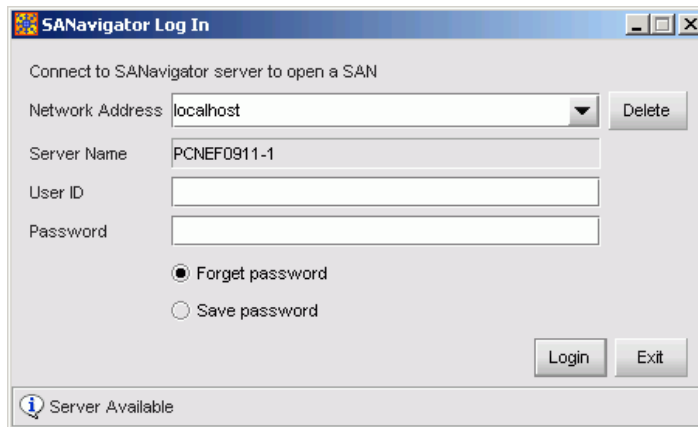 SANavigator Log In
Connect to SANavigator server to open a SAN
Network Address localhost Delete
Server Name PCNEF0911-1
User ID
Password
Forget password
Save password
Login Exit
Server Available